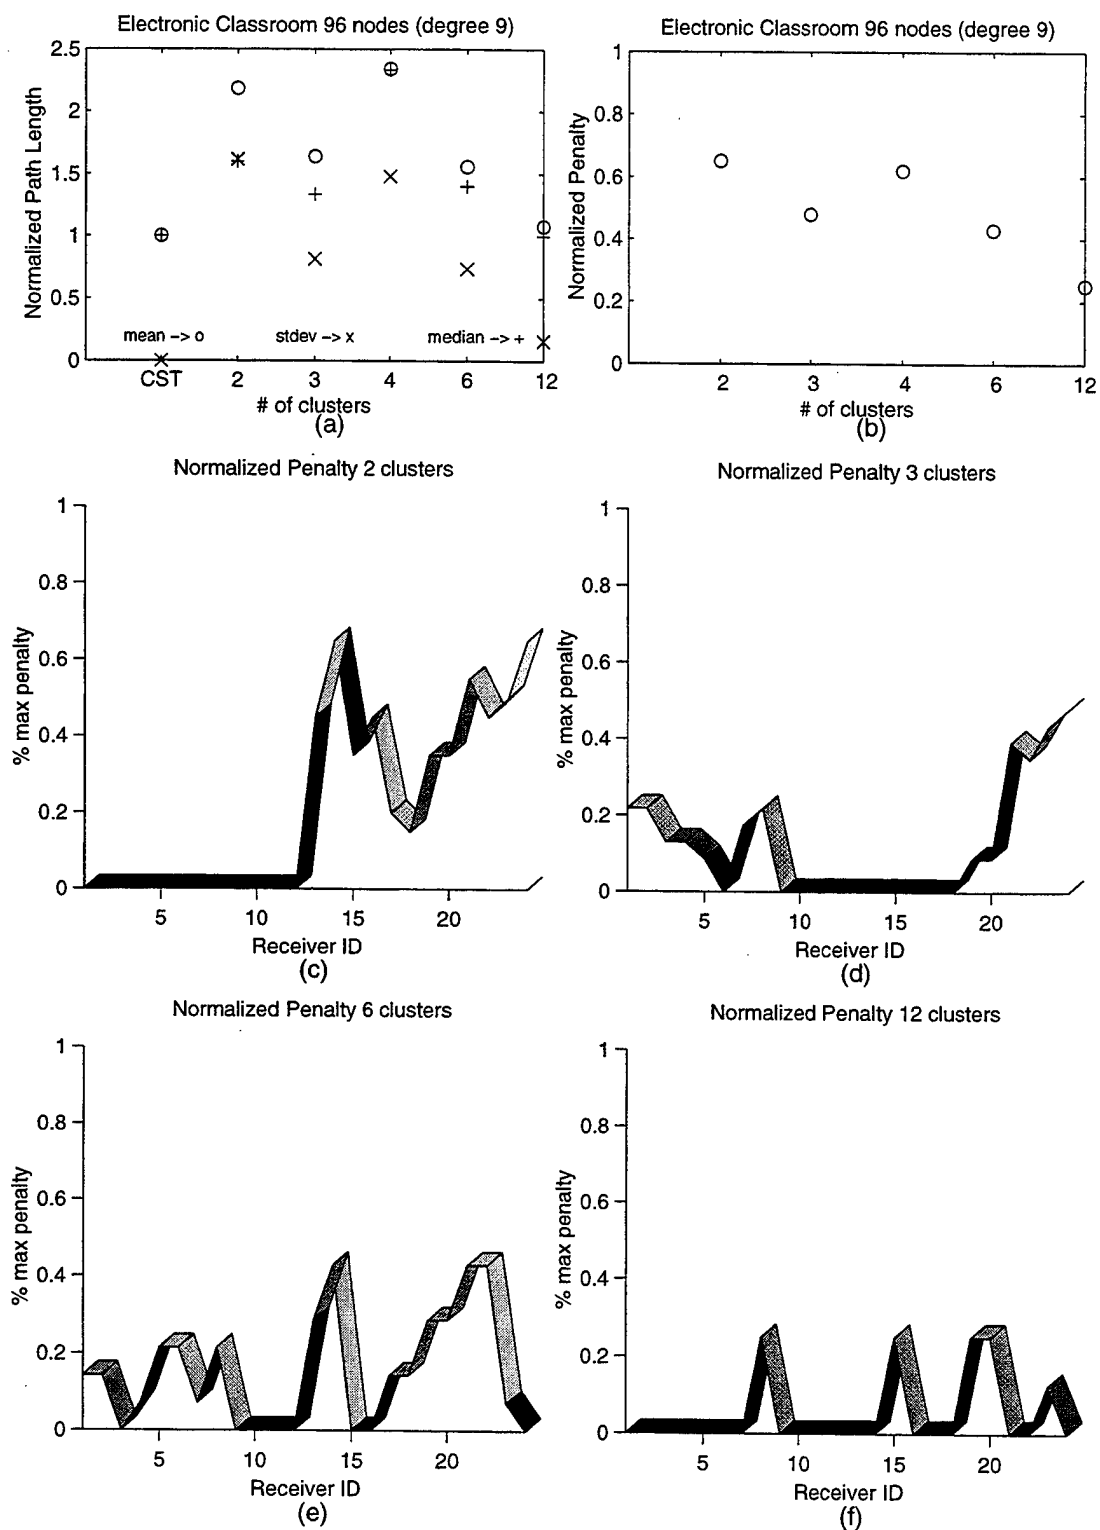 Electronic Classroom 96 nodes (degree 9)
2.5
2
1.5
1
0.5
0
Normalized Path Length
mean -> o
stdev -> x
median -> +
CST
2
3
4
6
12
# of clusters
(a)
Electronic Classroom 96 nodes (degree 9)
1
0.8
0.6
0.4
0.2
0
Normalized Penalty
2
3
4
6
12
# of clusters
(b)
Normalized Penalty 2 clusters
1
0.8
0.6
0.4
0.2
0
% max penalty
5
10
15
20
Receiver ID
(c)
Normalized Penalty 3 clusters
1
0.8
0.6
0.4
0.2
0
% max penalty
5
10
15
20
Receiver ID
(d)
Normalized Penalty 6 clusters
1
0.8
0.6
0.4
0.2
0
% max penalty
5
10
15
20
Receiver ID
(e)
Normalized Penalty 12 clusters
1
0.8
0.6
0.4
0.2
0
% max penalty
5
10
15
20
Receiver ID
(f)